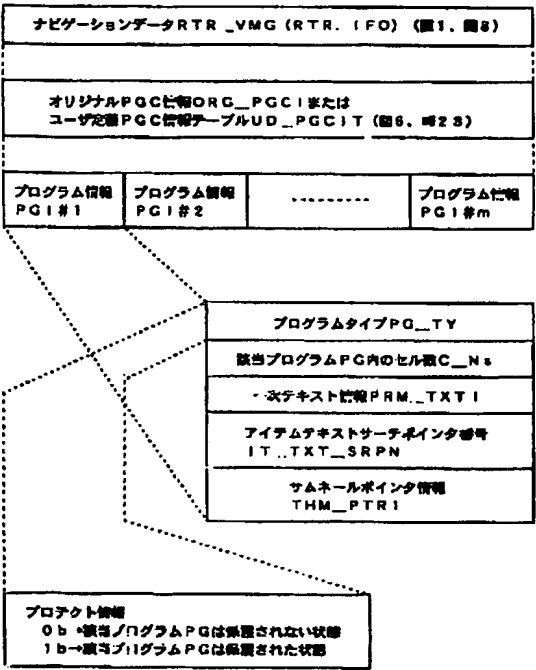 ナビゲーションデータRTR_VMG (RTR. IFO) (図1, 図8)
オリジナルPGC情報ORG_PGCIまたは
ユーザ定義PGC情報テーブルUD_PGCIT (図6, 図23)
プログラム情報
PGI#1
プログラム情報
PGI#2
---------
プログラム情報
PGI#m
プログラムタイプPG_TY
該当プログラムPG内のセル数C_Ns
一次テキスト情報PRM_TXTI
アイテムテキストサーチポインタ番号
IT_TXT_SRPN
サムネールポインタ情報
THM_PTRI
プロテクト情報
0b→該当プログラムPGは保護されない状態
1b→該当プログラムPGは保護された状態